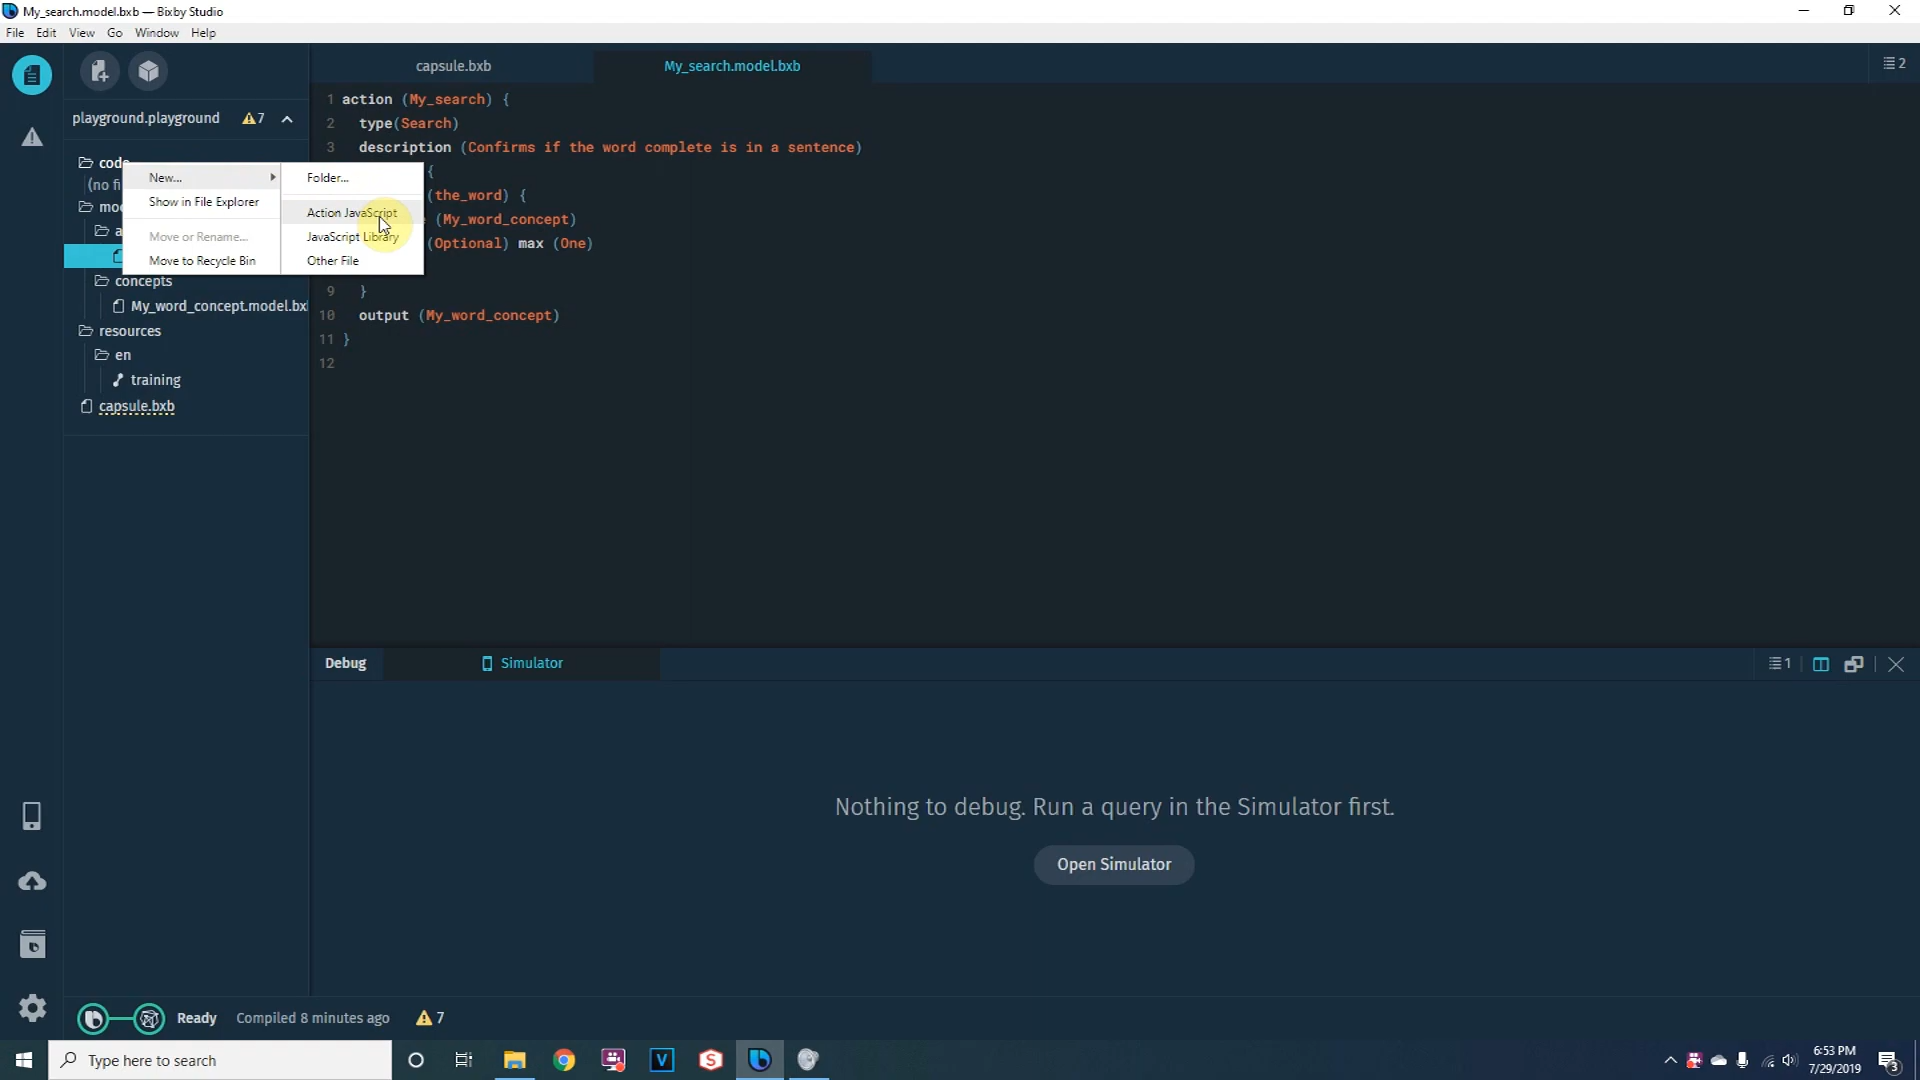 My_search.model.bxb — Bixby Studio
File Edit View Go Window Help
capsule.bxb
My_search.model.bxb
2
playground.playground
7
code
(no fi
mod
a
concepts
My_word_concept.model.bx
resources
en
training
capsule.bxb
New...
Show in File Explorer
Move or Rename...
Move to Recycle Bin
Folder...
Action JavaScript
JavaScript Library
Other File
1 action (My_search) {
2 type(Search)
3 description (Confirms if the word complete is in a sentence)
{
(the_word) {
(My_word_concept)
(Optional) max (One)
9 }
10 output (My_word_concept)
11 }
12
Debug
Simulator
1
Nothing to debug. Run a query in the Simulator first.
Open Simulator
Ready
Compiled 8 minutes ago
7
Type here to search
V
S
6:53 PM
7/29/2019
3